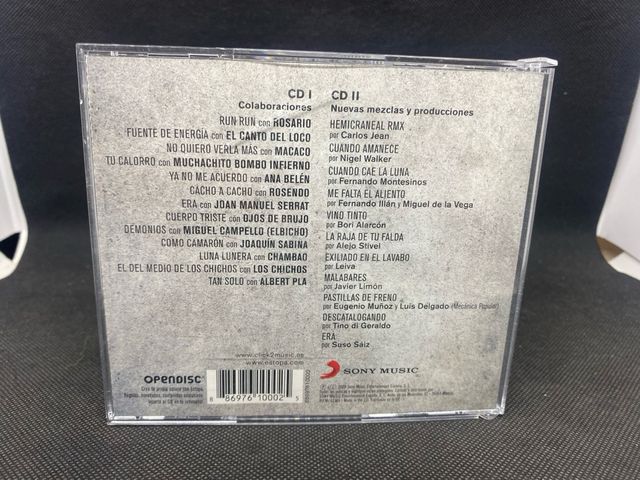 CD I
Colaboraciones
RUN RUN con ROSARIO
FUENTE DE ENERGÍA con EL CANTO DEL LOCO
NO QUIERO VERLA MÁS con MACACO
TU CALORRO con MUCHACHITO BOMBO INFIERNO
YA NO ME ACUERDO con ANA BELÉN
CACHO A CACHO con ROSENDO
ERA con JOAN MANUEL SERRAT
CUERPO TRISTE con OJOS DE BRUJO
DEMONIOS con MIGUEL CAMPELLO (ELBICHO)
COMO CAMARÓN con JOAQUÍN SABINA
LUNA LUNERA con CHAMBAO
EL DEL MEDIO DE LOS CHICHOS con LOS CHICHOS
TAN SOLO con ALBERT PLA
CD II
Nuevas mezclas y producciones
HEMICRANEAL RMX
por Carlos Jean
CUANDO AMANECE
por Nigel Walker
CUANDO CAE LA LUNA
por Fernando Montesinos
ME FALTA EL ALIENTO
por Fernando Illán y Miguel de la Vega
VINO TINTO
por Bori Alarcón
LA RAJA DE TU FALDA
por Alejo Stivel
EXILIADO EN EL LAVABO
por Leiva
MALABARES
por Javier Limón
PASTILLAS DE FRENO
por Eugenio Muñoz y Luis Delgado (Mecánica Popular)
DESCATALOGANDO
por Tino di Geraldo
ERA
por Suso Sáiz
www.click2music.es
www.estopa.com
OPENDISC
8 86976 10002 5
SONY MUSIC